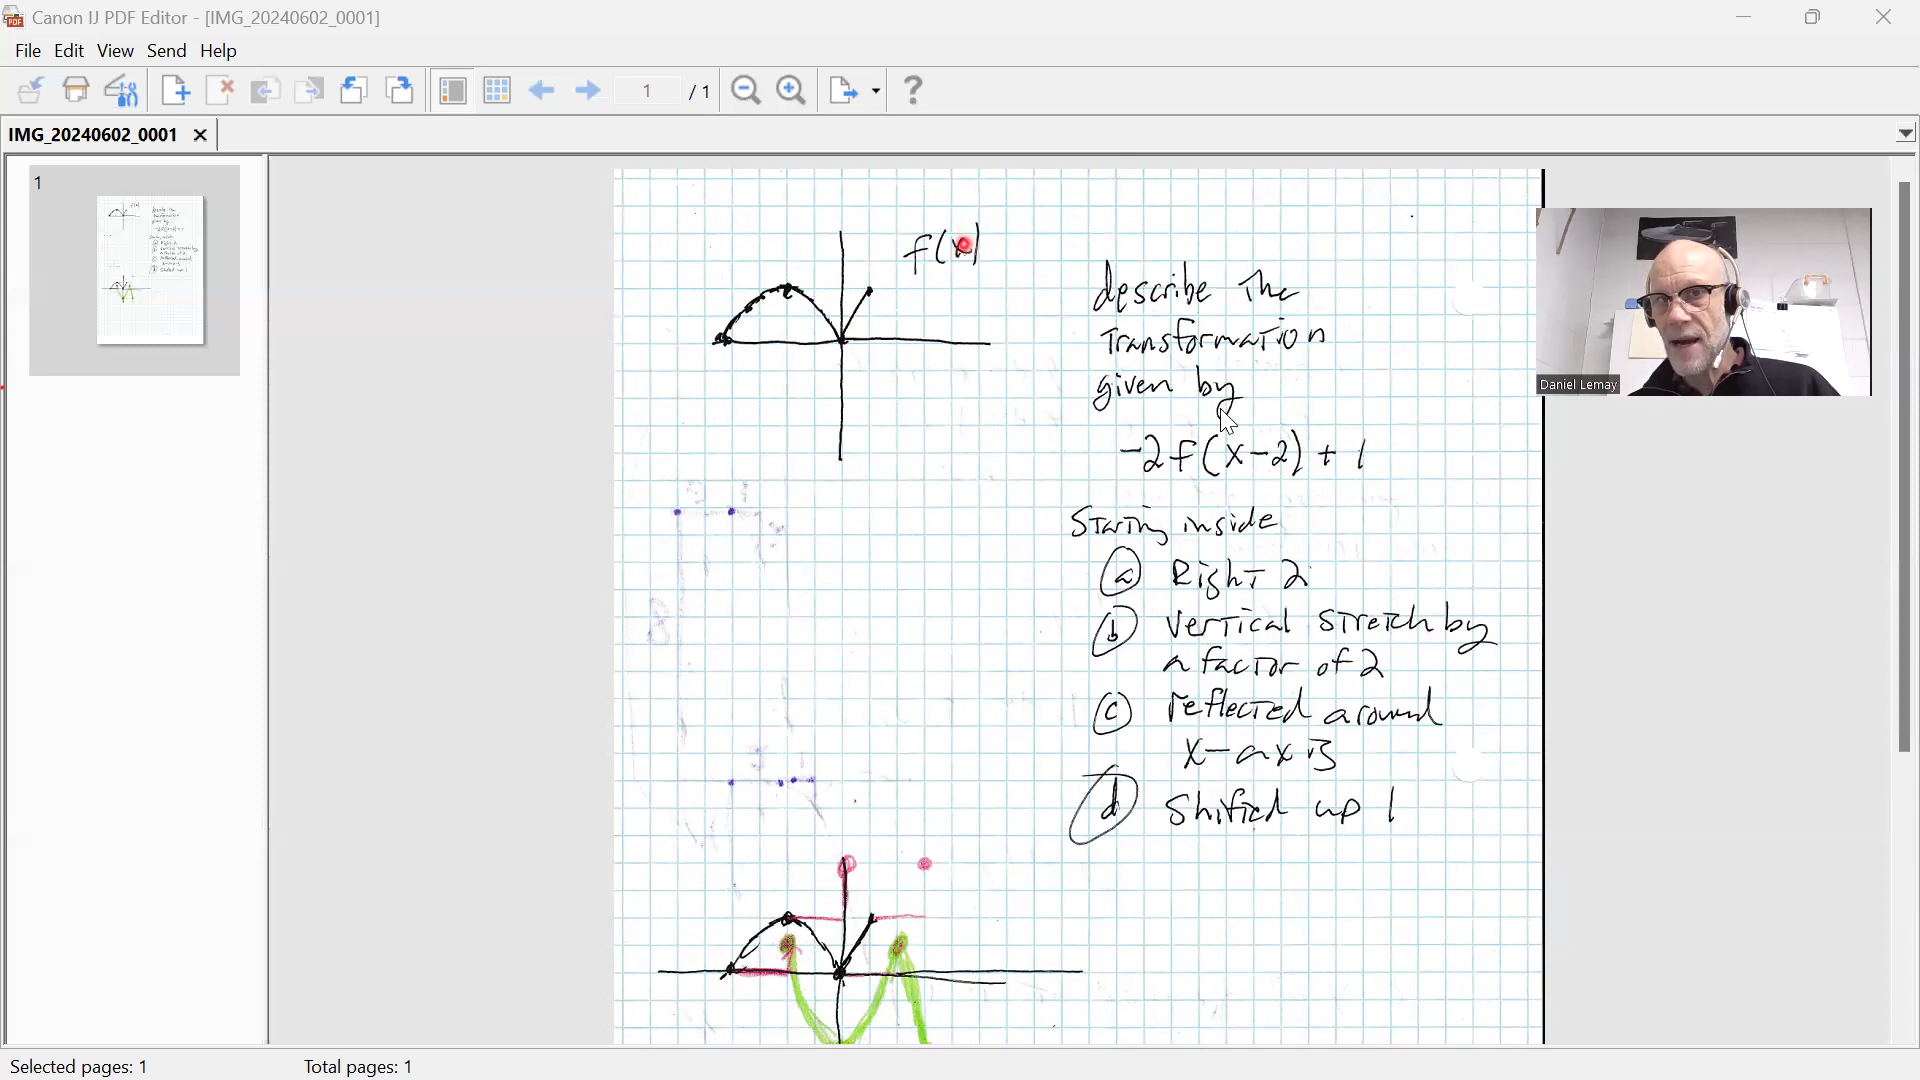 Canon IJ PDF Editor - [IMG_20240602_0001]
File Edit View Send Help
1 / 1
IMG_20240602_0001
1
f(x)
describe the
Transformation
given by
-2f(x-2) + 1
Starting inside
a Right 2
b Vertical stretch by
a factor of 2
c reflected around
x-axis
d Shifted up 1
Daniel Lemay
Selected pages: 1 Total pages: 1